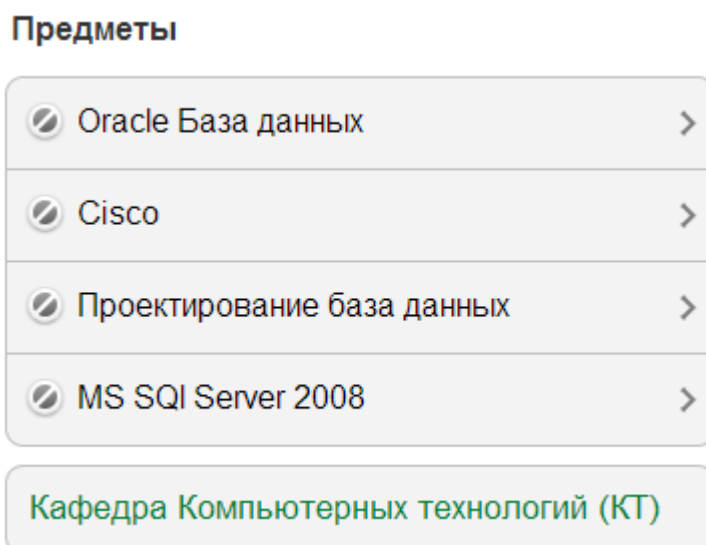 Предметы
Oracle База данных
Cisco
Проектирование база данных
MS SQl Server 2008
Кафедра Компьютерных технологий (КТ)